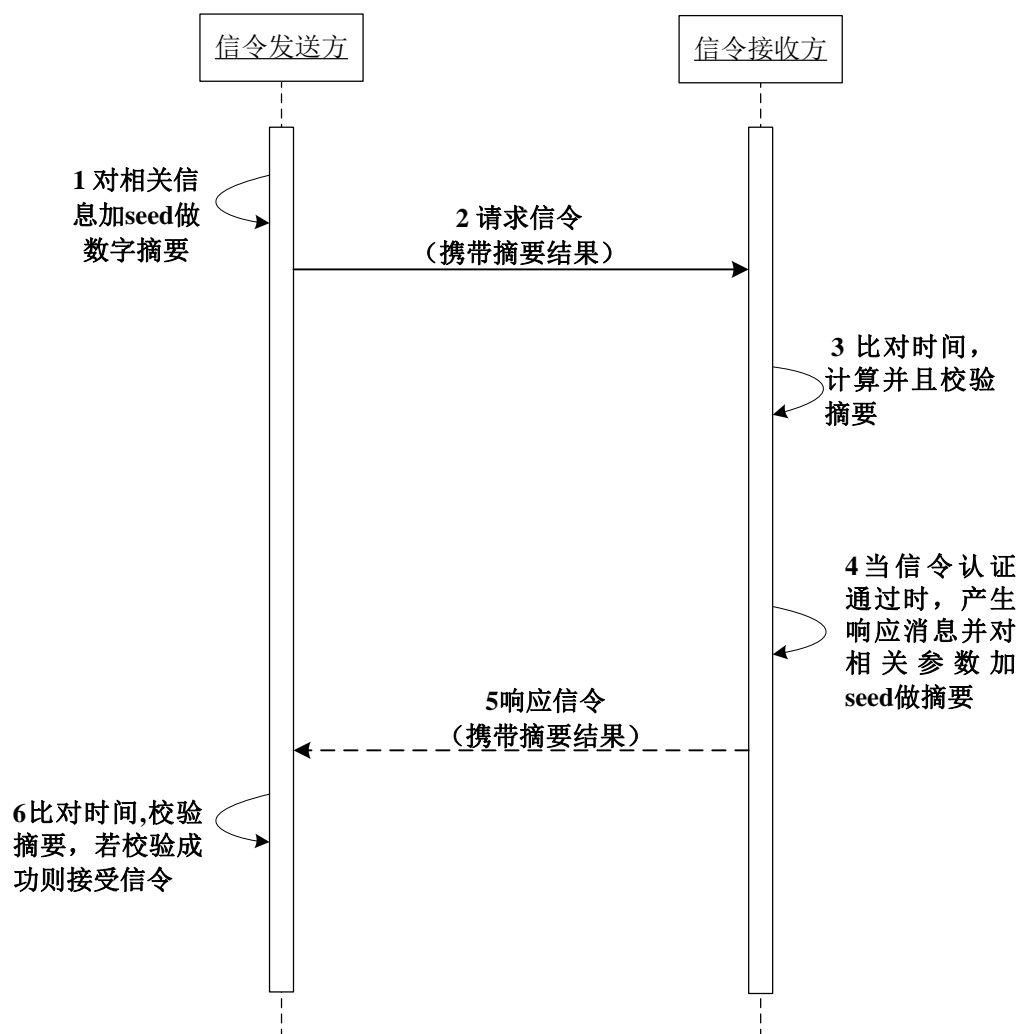 信令发送方
信令接收方
1 对相关信
息加seed做
数字摘要
2 请求信令
（携带摘要结果）
3 比对时间，
计算并且校验
摘要
4当信令认证
通过时，产生
响应消息并对
相关参数加
seed做摘要
5响应信令
（携带摘要结果）
6比对时间,校验
摘要，若校验成
功则接受信令